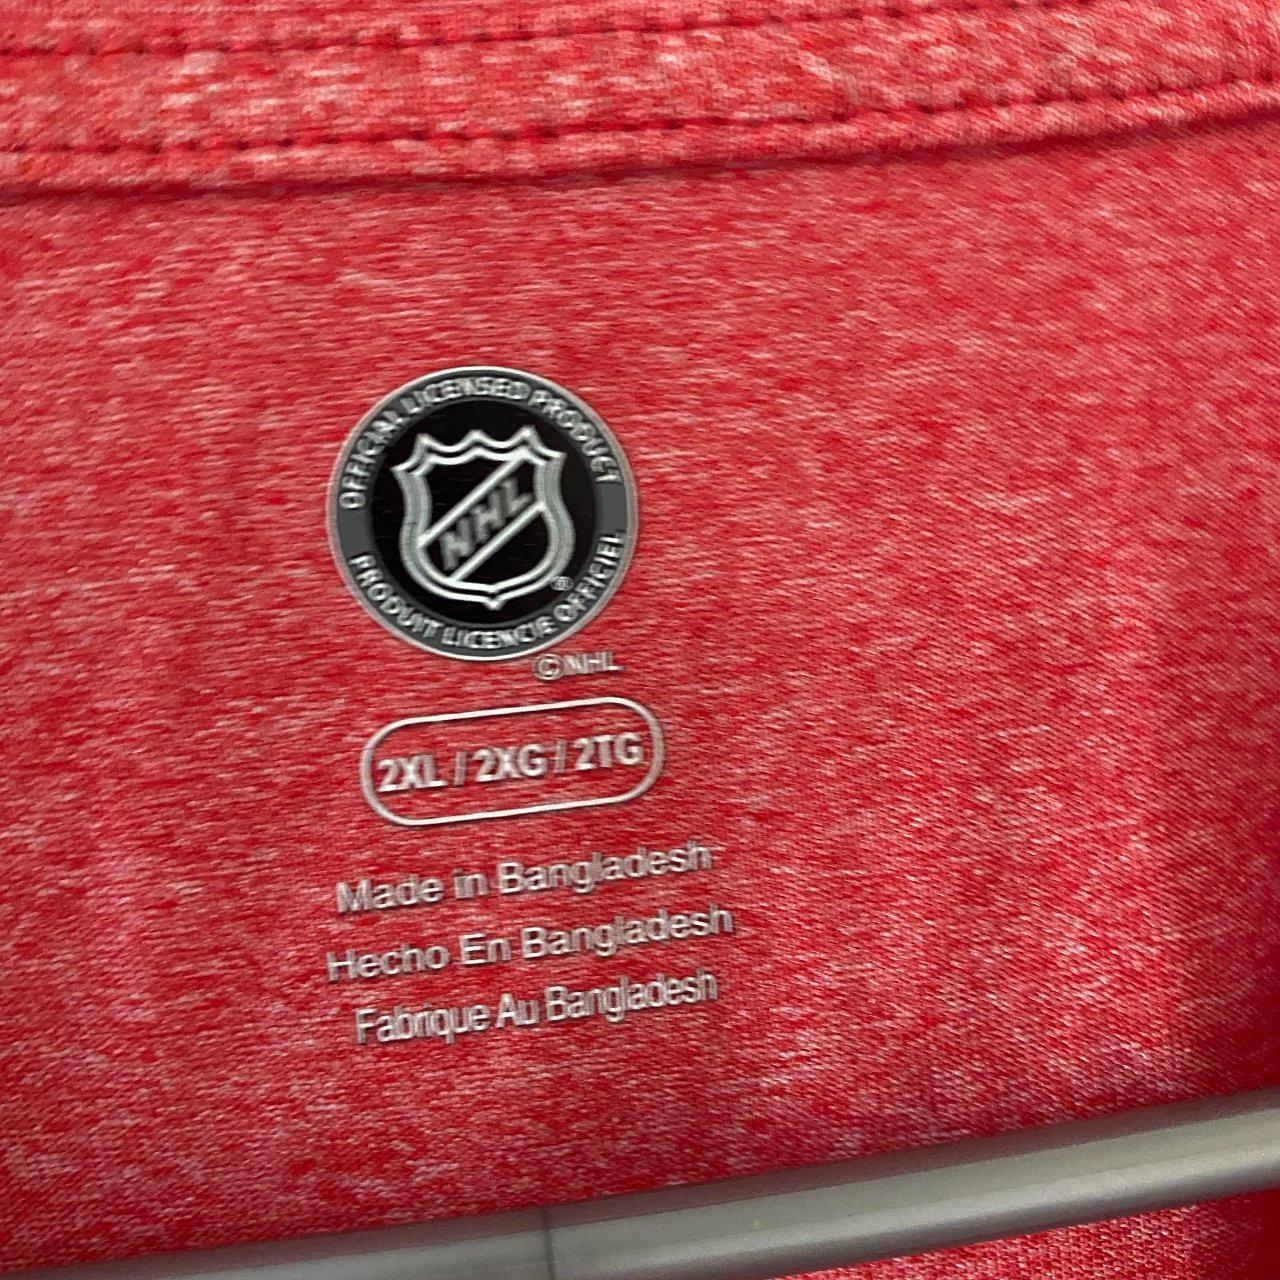 OFFICIAL LICENSED PRODUCT
NHL
®
PRODUIT LICENCIE OFFICIEL
©NHL
2XL / 2XG / 2TG
Made in Bangladesh
Hecho En Bangladesh
Fabrique Au Bangladesh